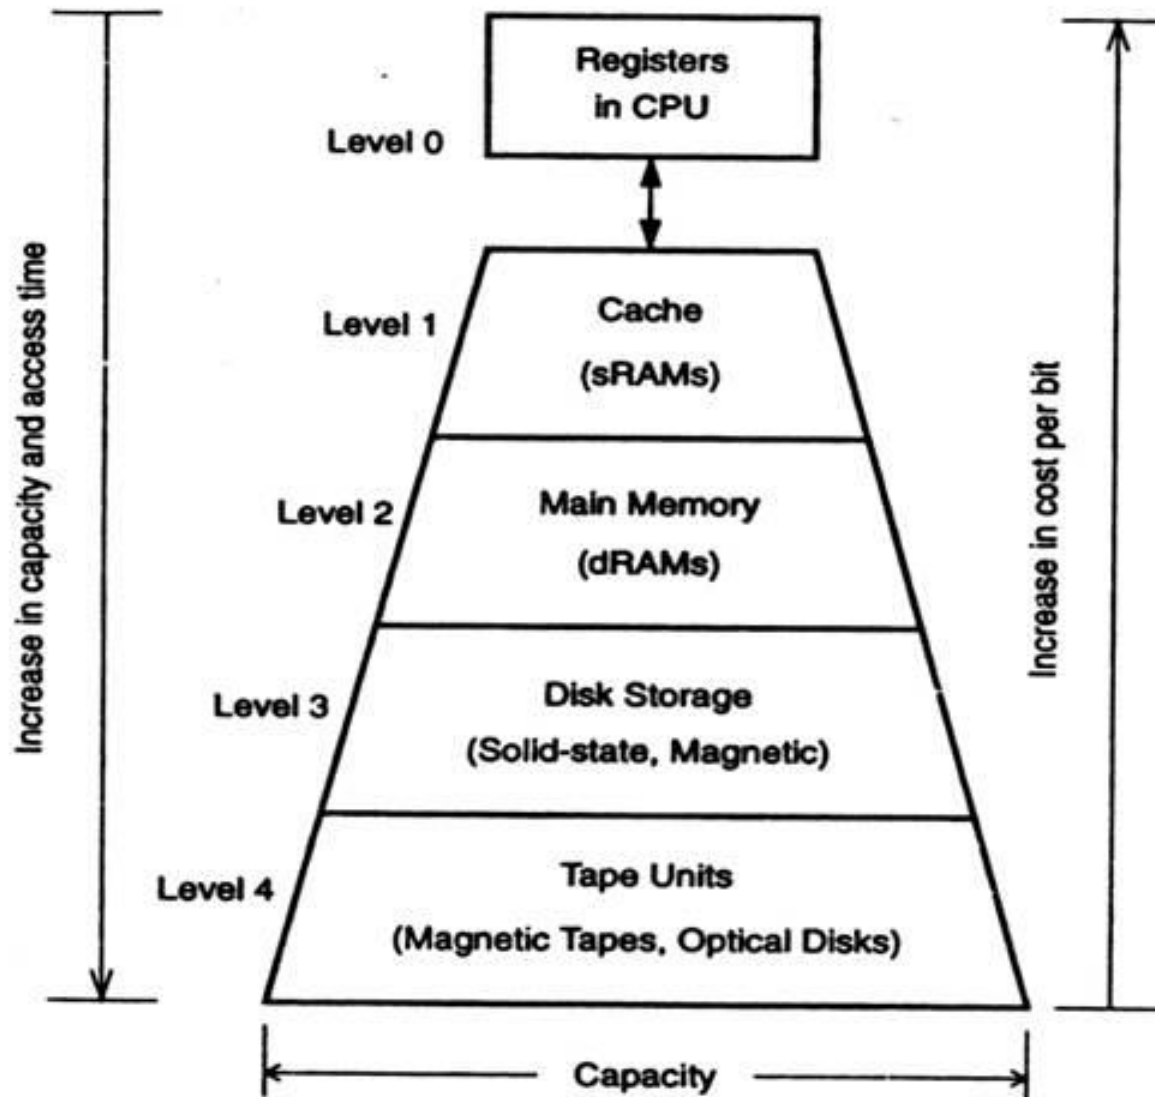 Registers
in CPU
Level 0
Increase in capacity and access time
Level 1
Cache
(sRAMs)
Increase in cost per bit
Level 2
Main Memory
(dRAMs)
Level 3
Disk Storage
(Solid-state, Magnetic)
Level 4
Tape Units
(Magnetic Tapes, Optical Disks)
Capacity